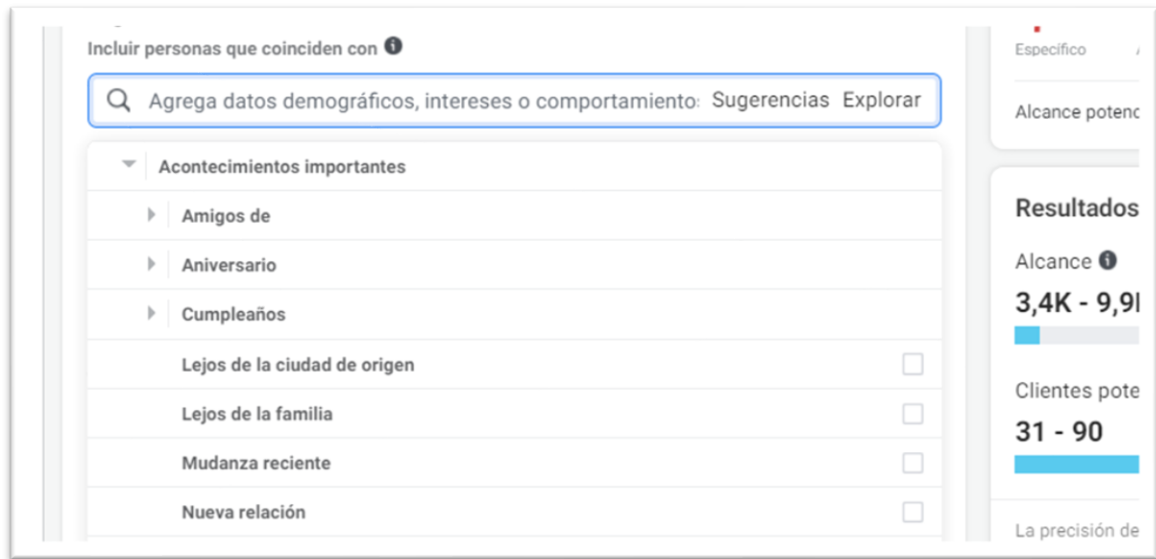 Incluir personas que coinciden con
Agrega datos demográficos, intereses o comportamiento Sugerencias Explorar
Acontecimientos importantes
Amigos de
Aniversario
Cumpleaños
Lejos de la ciudad de origen
Lejos de la familia
Mudanza reciente
Nueva relación
Específico
Alcance potenc
Resultados
Alcance
3,4K - 9,9
Clientes pote
31 - 90
La precisión de